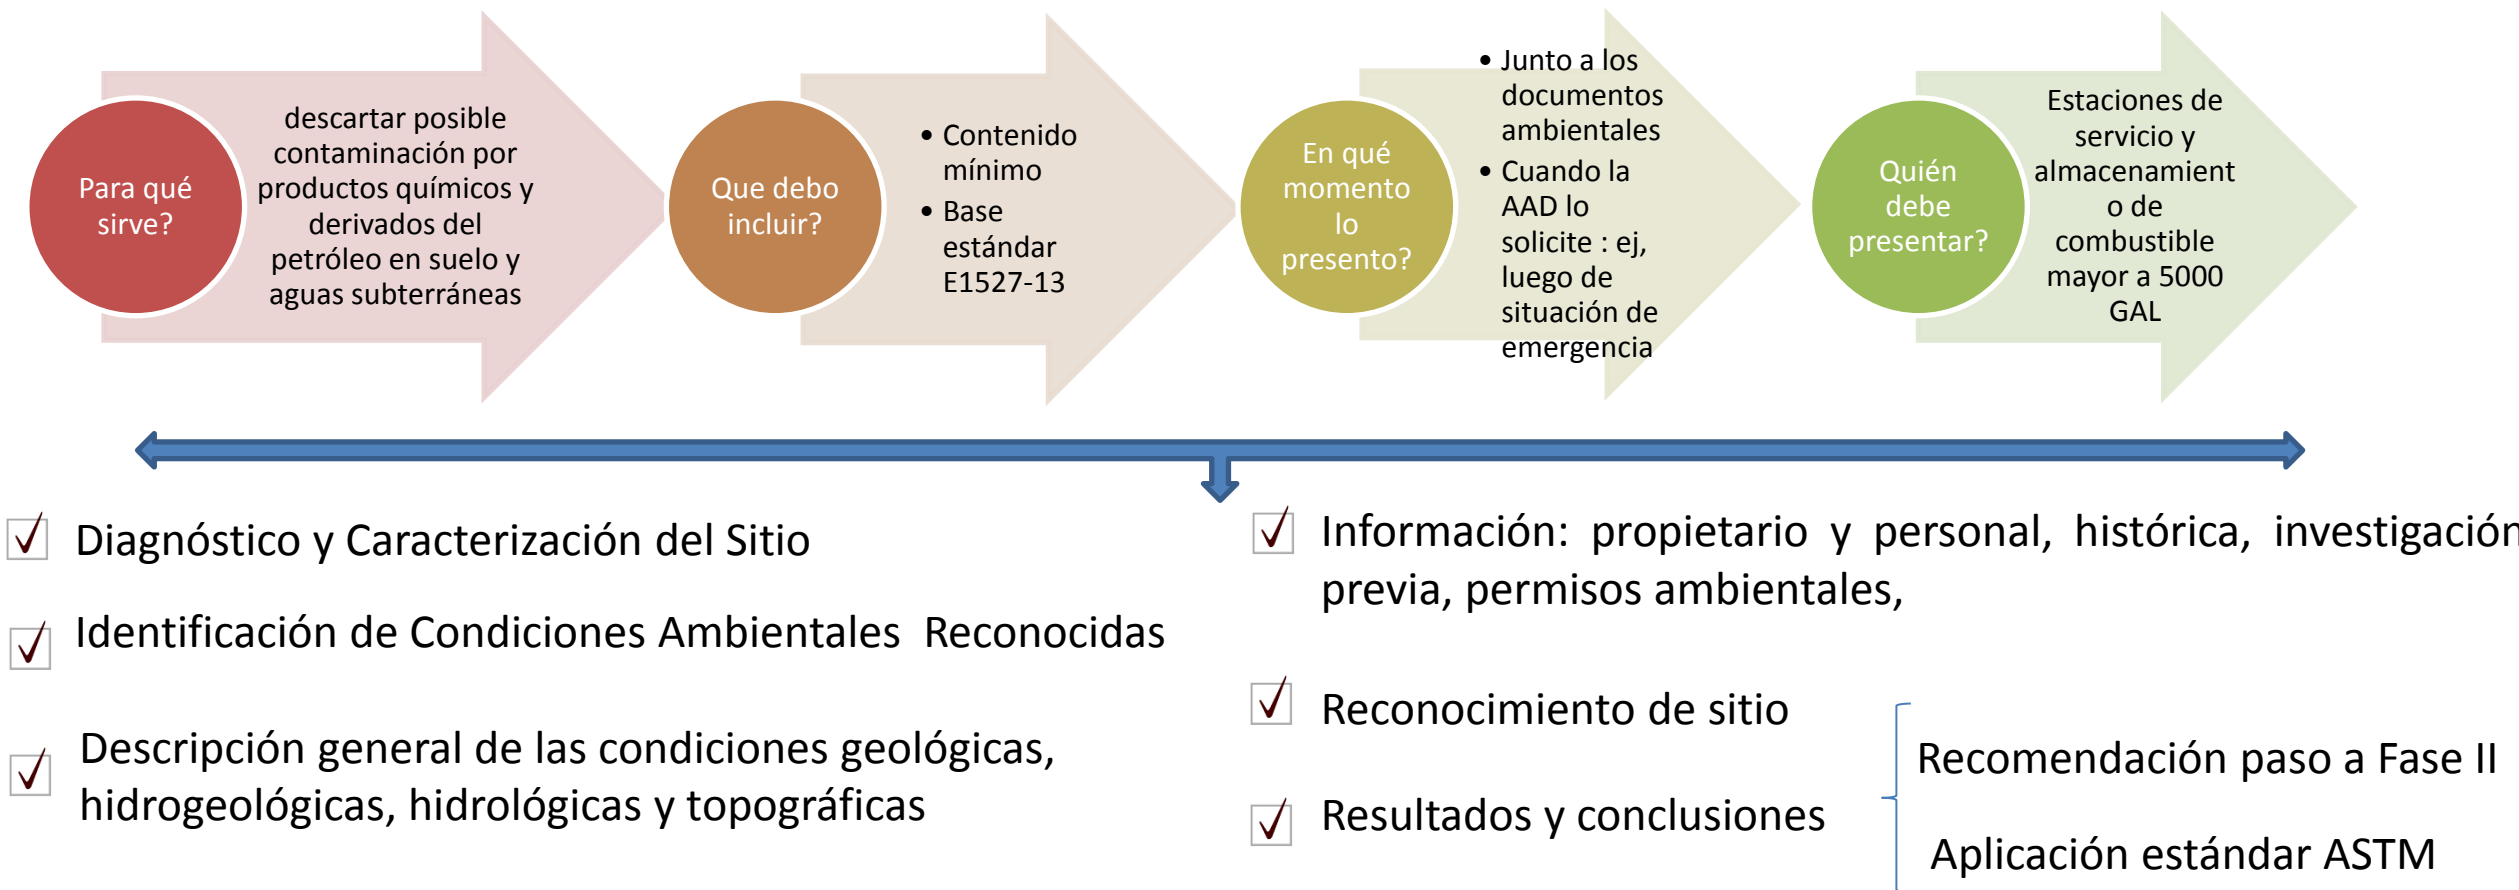 Para qué
sirve?
descartar posible
contaminación por
productos químicos y
derivados del
petróleo en suelo y
aguas subterráneas
Que debo
incluir?
• Contenido
mínimo
• Base
estándar
E1527-13
En qué
momento
lo
presento?
• Junto a los
documentos
ambientales
• Cuando la
AAD lo
solicite : ej,
luego de
situación de
emergencia
Quién
debe
presentar?
Estaciones de
servicio y
almacenamient
o de
combustible
mayor a 5000
GAL
Diagnóstico y Caracterización del Sitio
Identificación de Condiciones Ambientales Reconocidas
Descripción general de las condiciones geológicas,
hidrogeológicas, hidrológicas y topográficas
Información: propietario y personal, histórica, investigación
previa, permisos ambientales,
Reconocimiento de sitio
Resultados y conclusiones
Recomendación paso a Fase II
Aplicación estándar ASTM